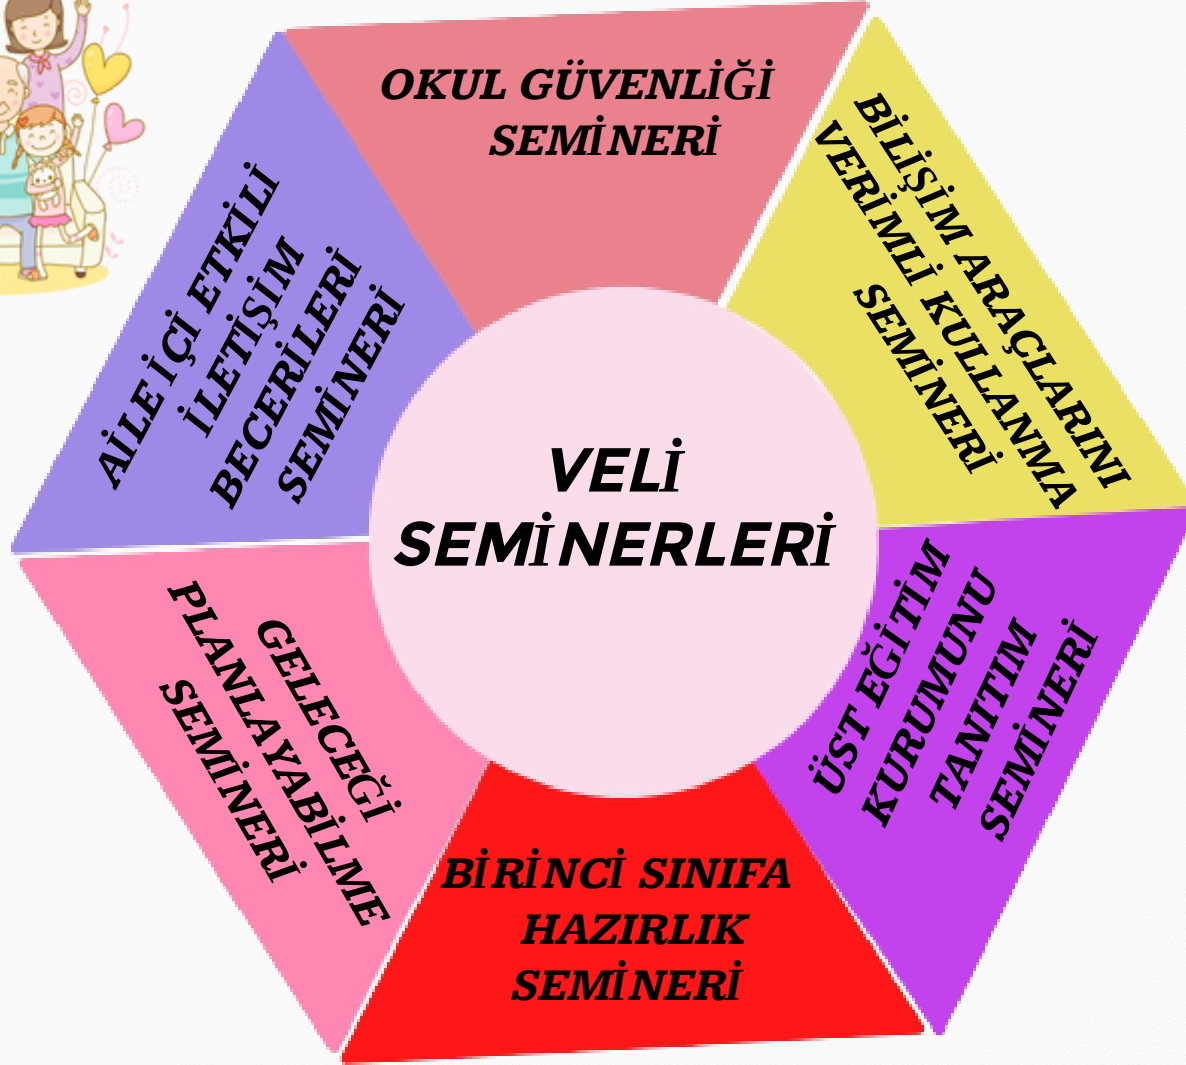 OKUL GÜVENLİĞİ
SEMİNERİ
BİLİŞİM ARAÇLARINI
VERİMLİ KULLANMA
SEMİNERİ
AİLE İÇİ ETKİLİ
İLETİŞİM
BECERİLERİ
SEMİNERİ
VELİ
SEMİNERLERİ
GELECEĞİ
PLANLAYABİLME
SEMİNERİ
ÜST EĞİTİM
KURUMUNU
TANITIM
SEMİNERİ
BİRİNCİ SINIFA
HAZIRLIK
SEMİNERİ